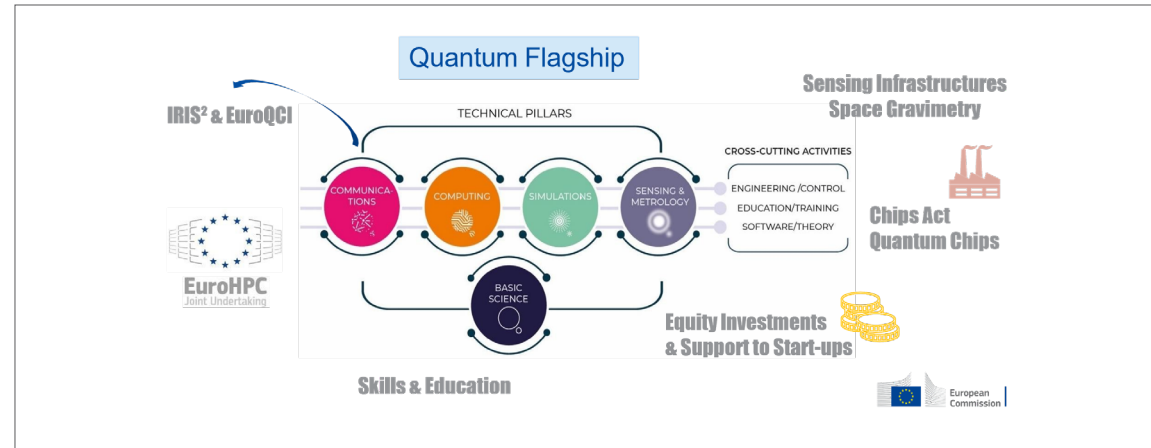 Quantum Flagship
Sensing Infrastructures
Space Gravimetry
IRIS² & EuroQCI
TECHNICAL PILLARS
CROSS-CUTTING ACTIVITIES
COMMUNICA-
TIONS
COMPUTING
SIMULATIONS
SENSING &
METROLOGY
ENGINEERING /CONTROL
EDUCATION/TRAINING
SOFTWARE/THEORY
Chips Act
Quantum Chips
EuroHPC
Joint Undertaking
BASIC
SCIENCE
Equity Investments
& Support to Start-ups
Skills & Education
European
Commission